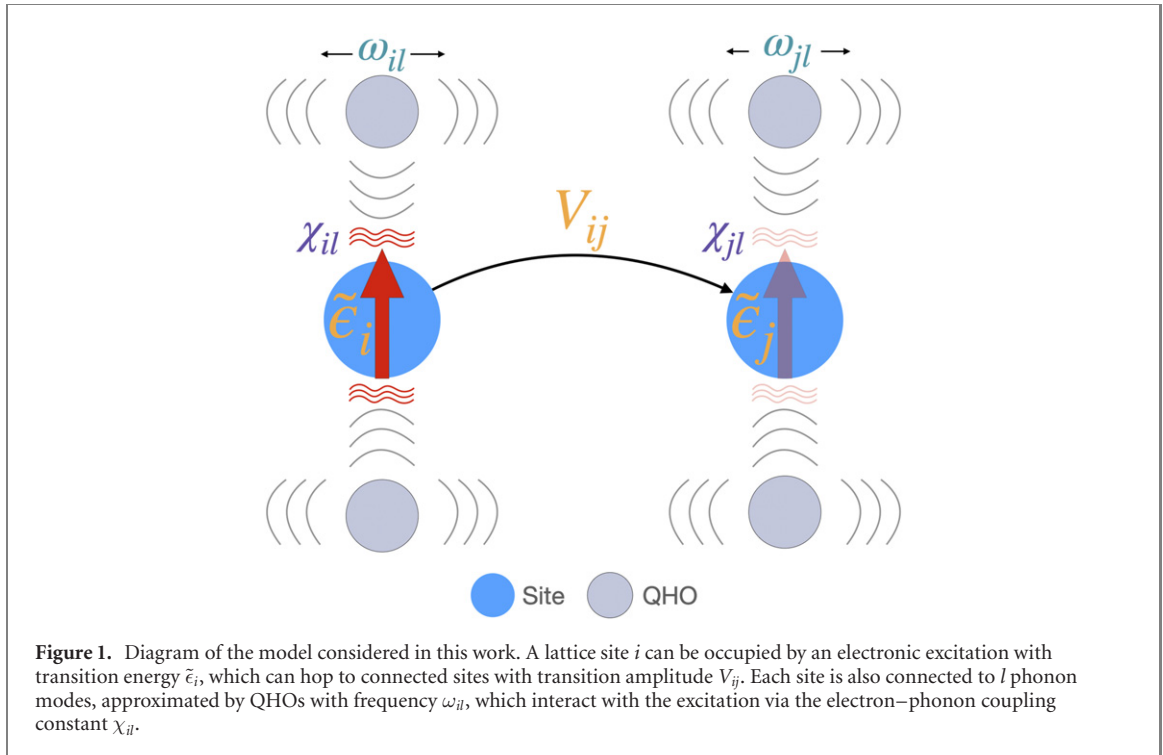 ω_il ω_jl
V_ij
χ_il χ_jl
ϵ̃_i ϵ̃_j
Site QHO
Figure 1. Diagram of the model considered in this work. A lattice site i can be occupied by an electronic excitation with
transition energy ϵ̃_i, which can hop to connected sites with transition amplitude V_ij. Each site is also connected to l phonon
modes, approximated by QHOs with frequency ω_il, which interact with the excitation via the electron–phonon coupling
constant χ_il.